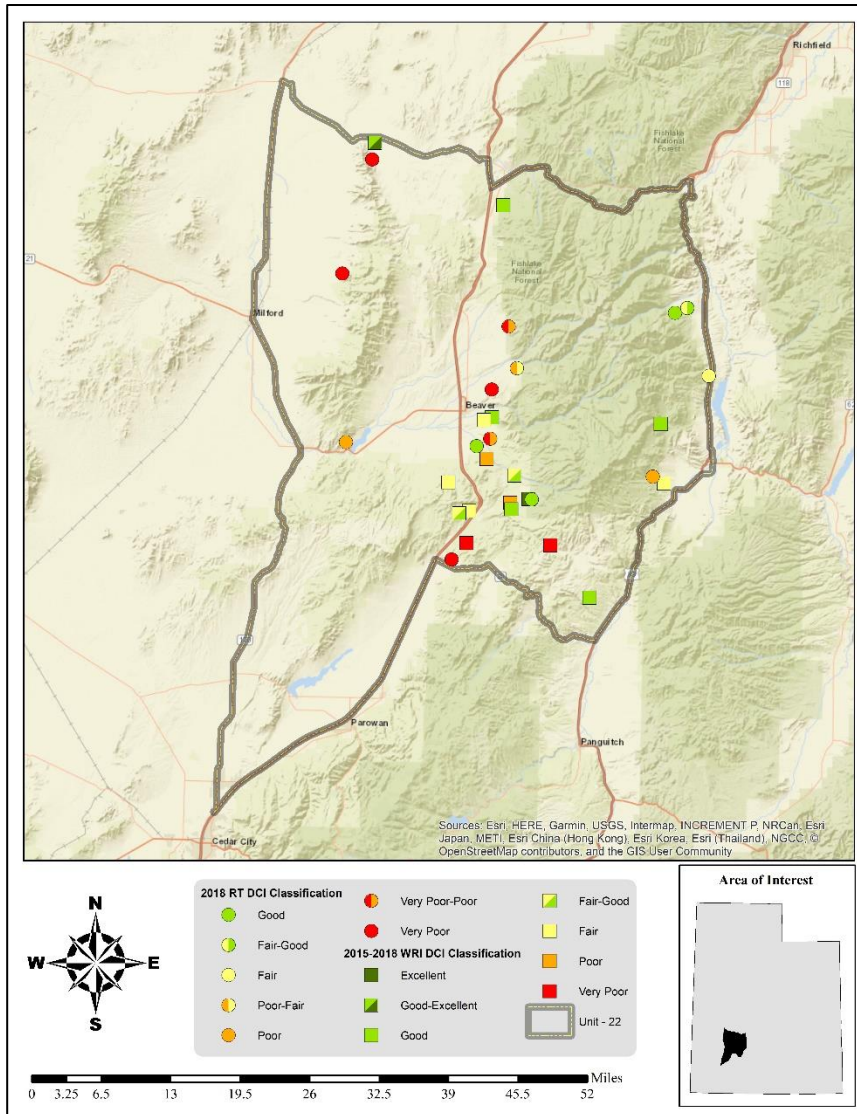 Richfield
118
Fishlake
National
Forest
21
Fishlake
National
Forest
Milford
Beaver
62
Parowan
Panguitch
Cedar City
Sources: Esri, HERE, Garmin, USGS, Intermap, INCREMENT P, NRCan, Esri
Japan, METI, Esri China (Hong Kong), Esri Korea, Esri (Thailand), NGCC, ©
OpenStreetMap contributors, and the GIS User Community
N
W E
S
2018 RT DCI Classification
Good
Fair-Good
Fair
Poor-Fair
Poor
Very Poor-Poor
Very Poor
2015-2018 WRI DCI Classification
Excellent
Good-Excellent
Good
Fair-Good
Fair
Poor
Very Poor
Unit - 22
Area of Interest
Miles
0 3.25 6.5 13 19.5 26 32.5 39 45.5 52